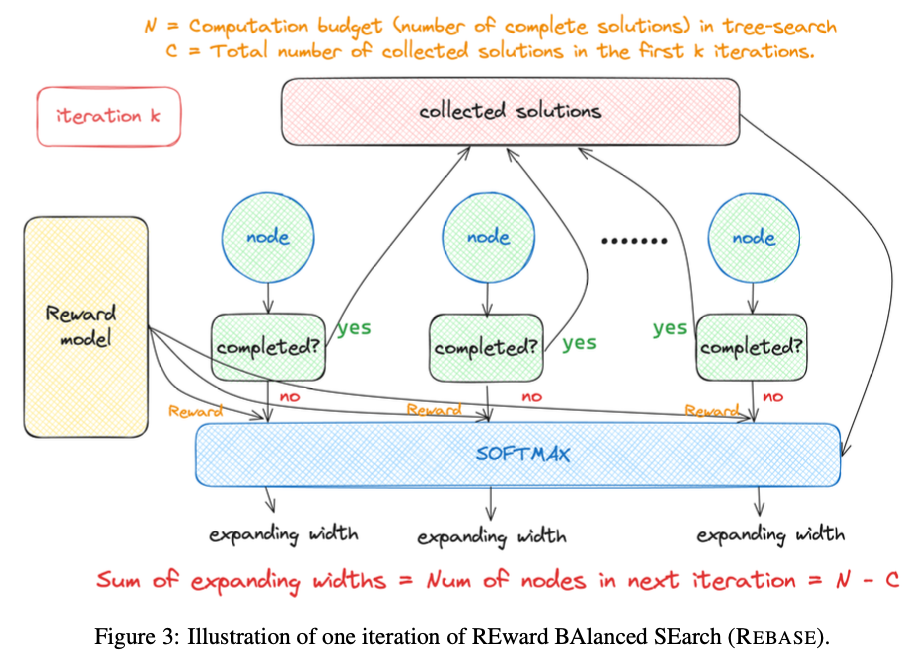 N = Computation budget (number of complete solutions) in tree-search
C = Total number of collected solutions in the first k iterations.
iteration k
collected solutions
node
node
.......
node
Reward
model
completed?
yes
completed?
yes
yes
completed?
no
no
no
Reward
Reward
Reward
SOFTMAX
expanding width
expanding width
expanding width
Sum of expanding widths = Num of nodes in next iteration = N - C
Figure 3: Illustration of one iteration of REward BAlanced SEarch (REBASE).